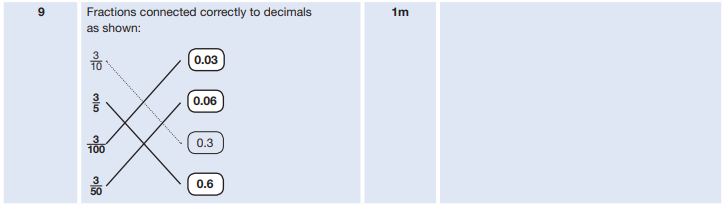 9 Fractions connected correctly to decimals 1m
as shown:
3/10 0.03
3/5 0.06
3/100 0.3
3/50 0.6